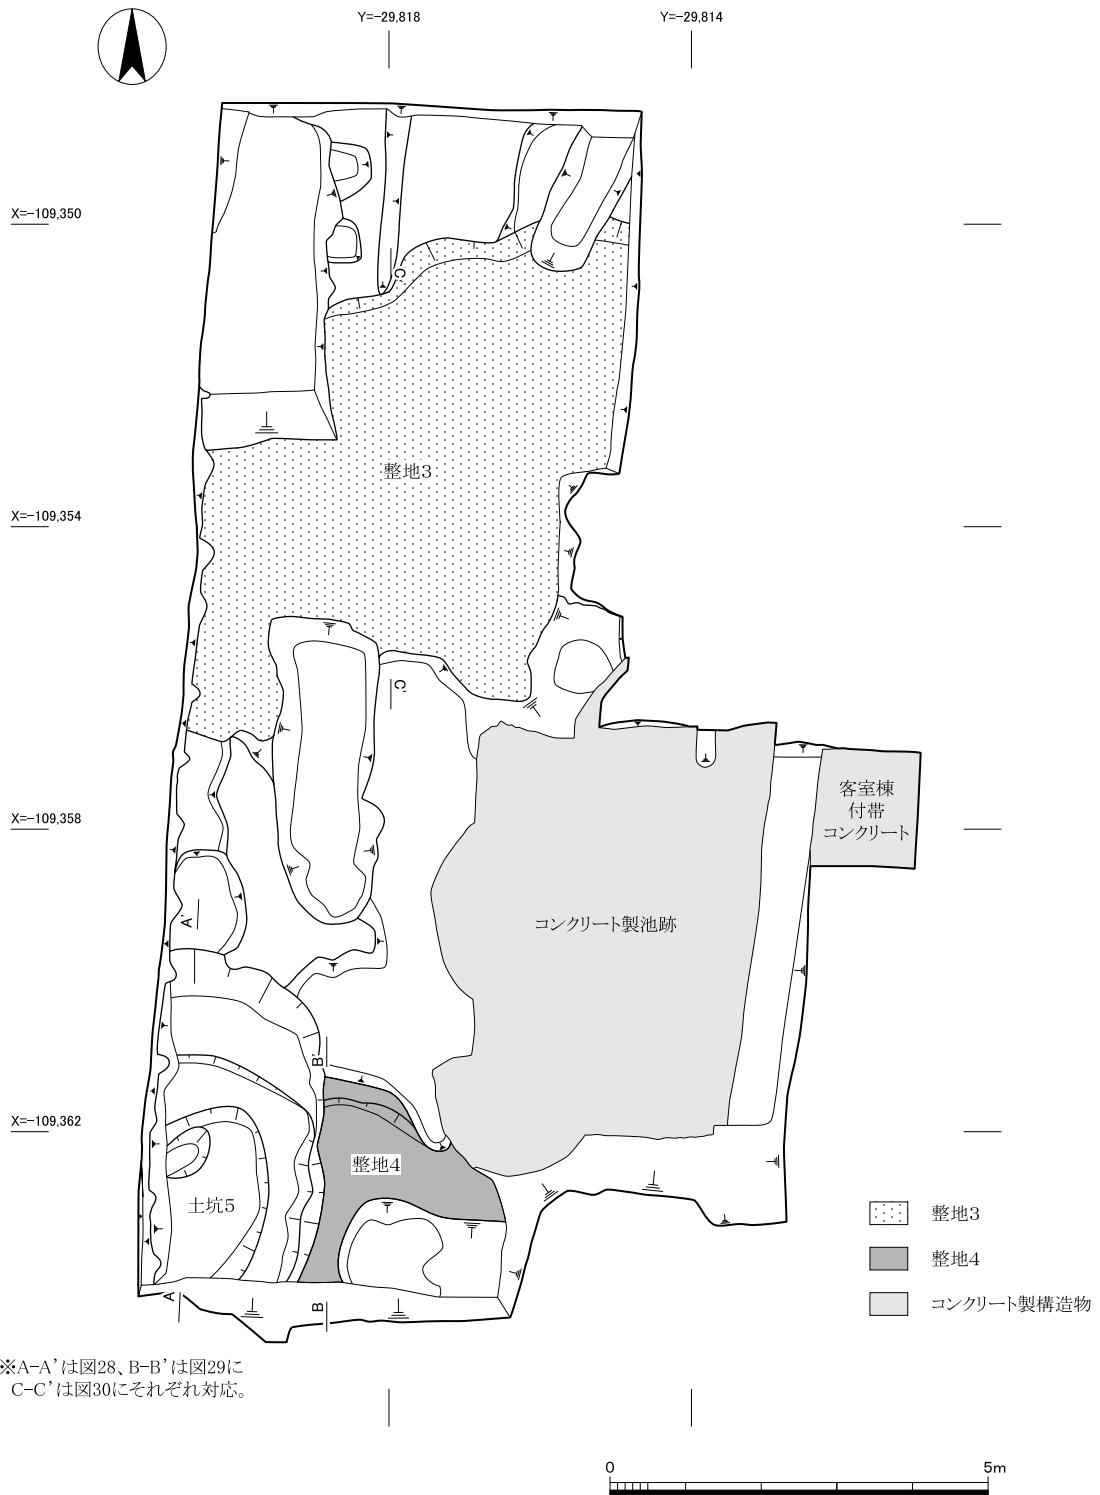 Y=-29,818
Y=-29,814
X=-109,350
C
整地3
X=-109,354
C'
客室棟
付帯
コンクリート
X=-109,358
A'
コンクリート製池跡
B'
X=-109,362
整地4
土坑5
整地3
整地4
コンクリート製構造物
A
B
※A-A’は図28、B-B’は図29に
C-C’は図30にそれぞれ対応。
0
5m